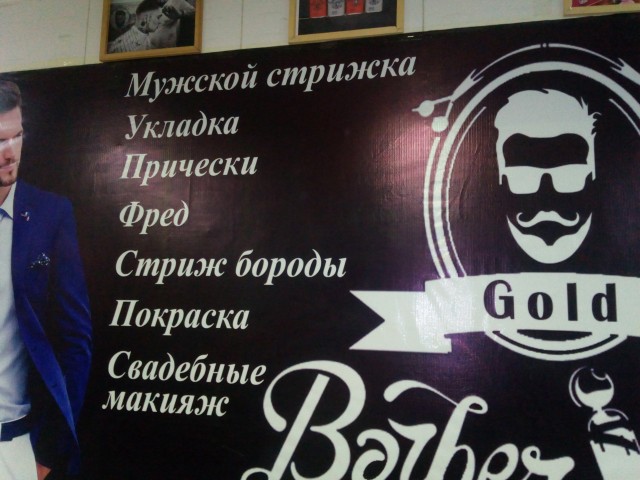 Мужской стрижка
Укладка
Прически
Фред
Стриж бороды
Покраска
Свадебные
макияж
Gold
Barber